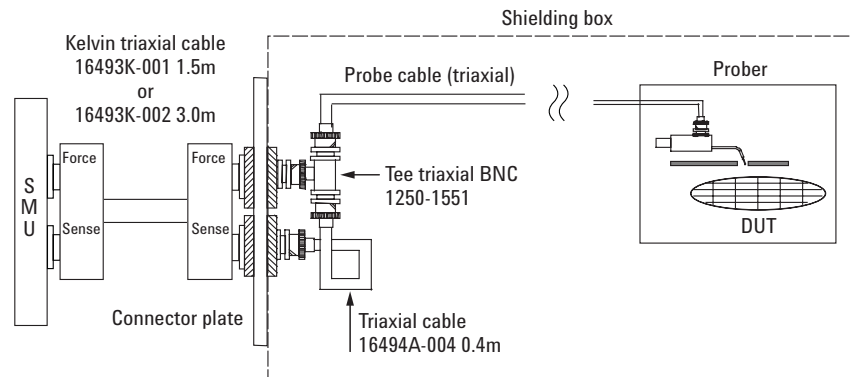 Shielding box
Kelvin triaxial cable
16493K-001 1.5m
or
16493K-002 3.0m
Probe cable (triaxial)
Prober
SMU
Force
Sense
Force
Sense
Tee triaxial BNC
1250-1551
DUT
Connector plate
Triaxial cable
16494A-004 0.4m